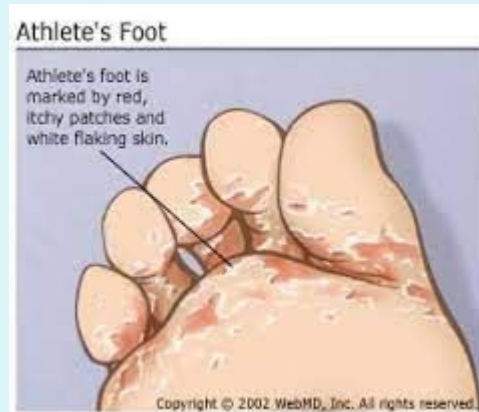 Athlete's Foot
Athlete's foot is
marked by red,
itchy patches and
white flaking skin.
Copyright © 2002 WebMD, Inc. All rights reserved.